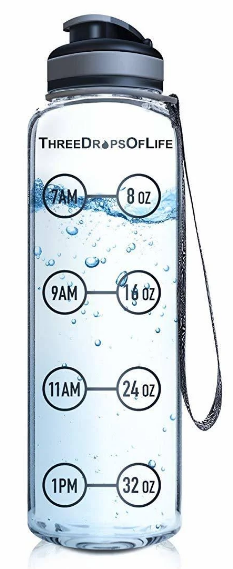 THREEDROPSOFLIFE
7AM 8 OZ
9AM 16 OZ
11AM 24 OZ
1PM 32 OZ